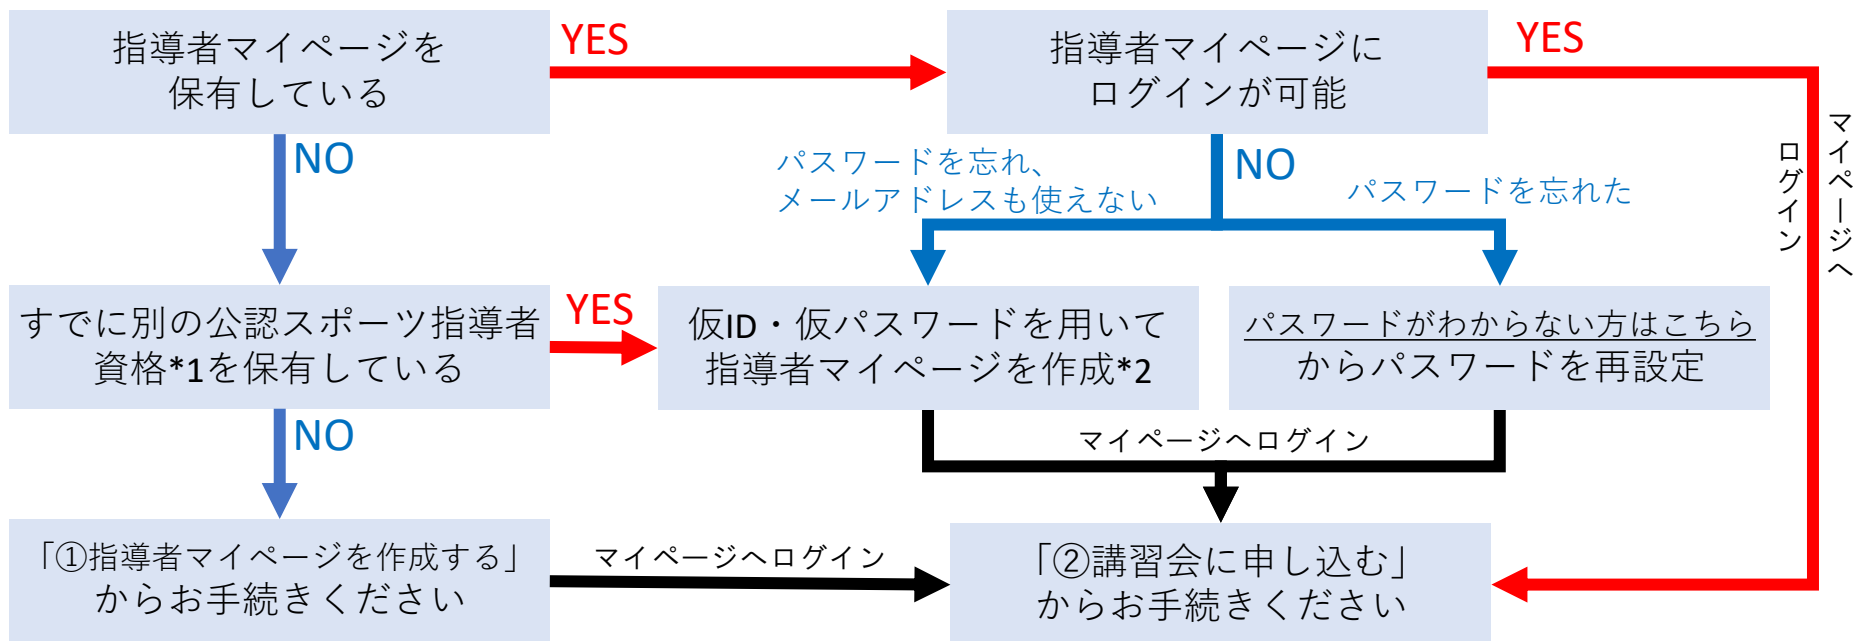 指導者マイページを
保有している
YES
指導者マイページに
ログインが可能
YES
マイページへ
ログイン
NO
パスワードを忘れ、
メールアドレスも使えない
NO
パスワードを忘れた
すでに別の公認スポーツ指導者
資格*1を保有している
YES
仮ID・仮パスワードを用いて
指導者マイページを作成*2
パスワードがわからない方はこちら
からパスワードを再設定
NO
マイページへログイン
「①指導者マイページを作成する」
からお手続きください
マイページへログイン
「②講習会に申し込む」
からお手続きください